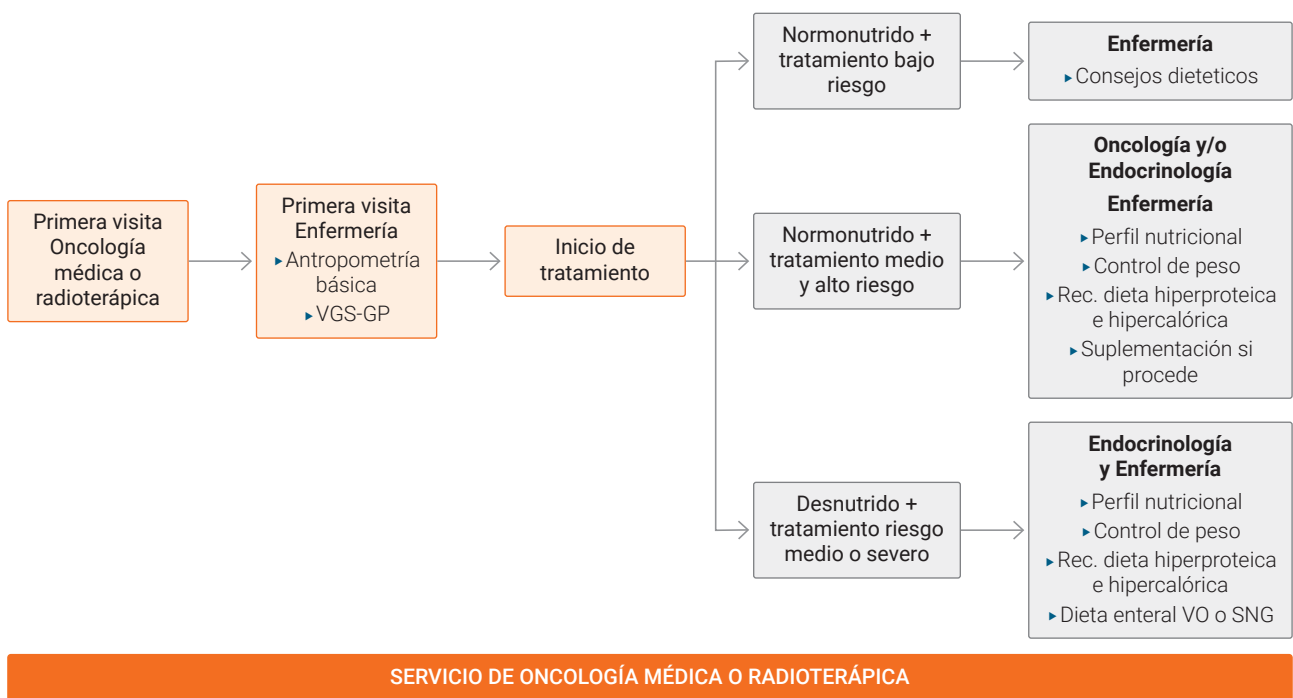 Primera visita
Oncología
médica o
radioterápica
Primera visita
Enfermería
▸ Antropometría
básica
▸ VGS-GP
Inicio de
tratamiento
Normonutrido +
tratamiento bajo
riesgo
Enfermería
▸ Consejos dieteticos
Normonutrido +
tratamiento medio
y alto riesgo
Oncología y/o
Endocrinología
Enfermería
▸ Perfil nutricional
▸ Control de peso
▸ Rec. dieta hiperproteica
e hipercalórica
▸ Suplementación si
procede
Desnutrido +
tratamiento riesgo
medio o severo
Endocrinología
y Enfermería
▸ Perfil nutricional
▸ Control de peso
▸ Rec. dieta hiperproteica
e hipercalórica
▸ Dieta enteral VO o SNG
SERVICIO DE ONCOLOGÍA MÉDICA O RADIOTERÁPICA